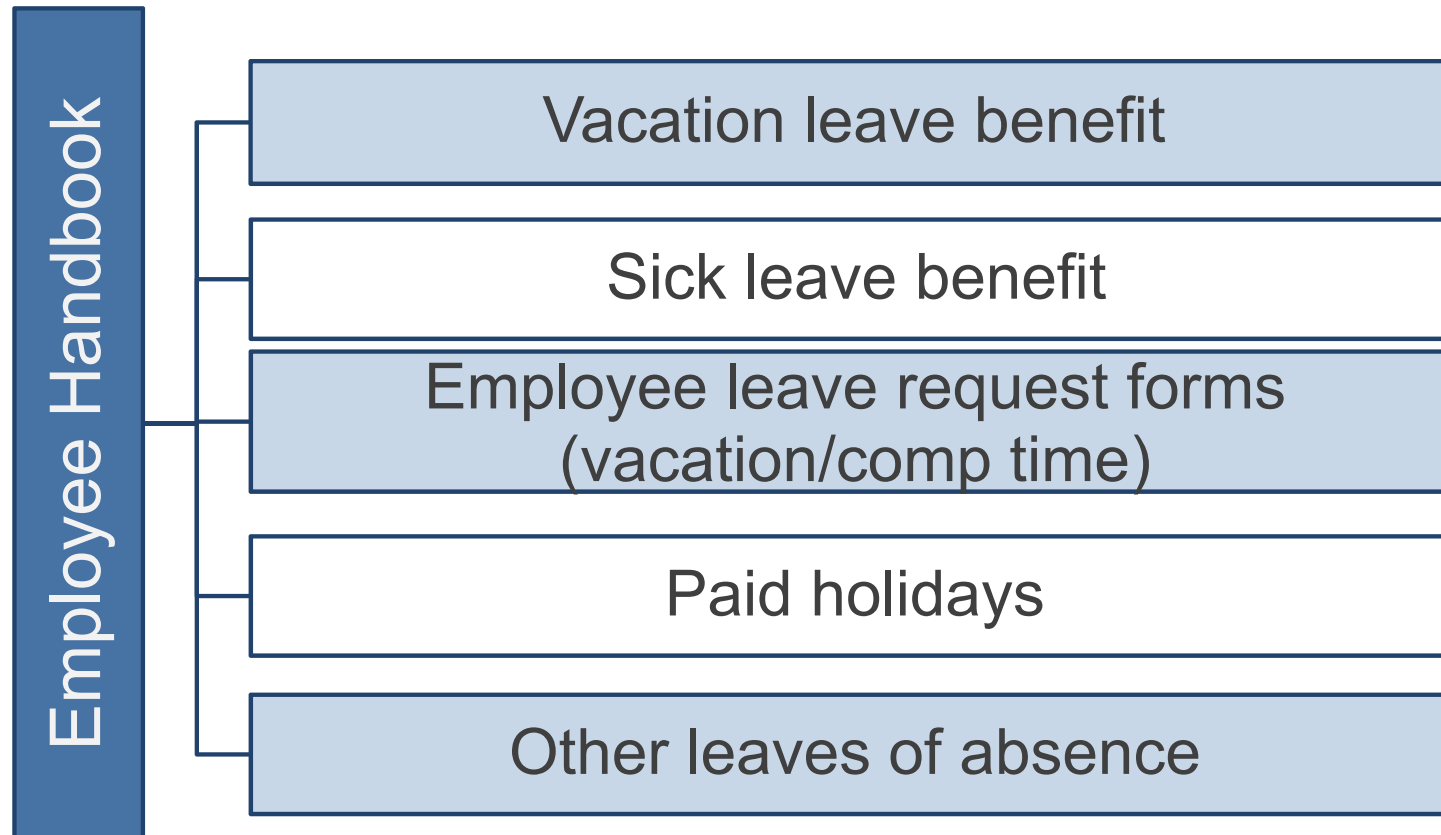 Employee Handbook
Vacation leave benefit
Sick leave benefit
Employee leave request forms
(vacation/comp time)
Paid holidays
Other leaves of absence